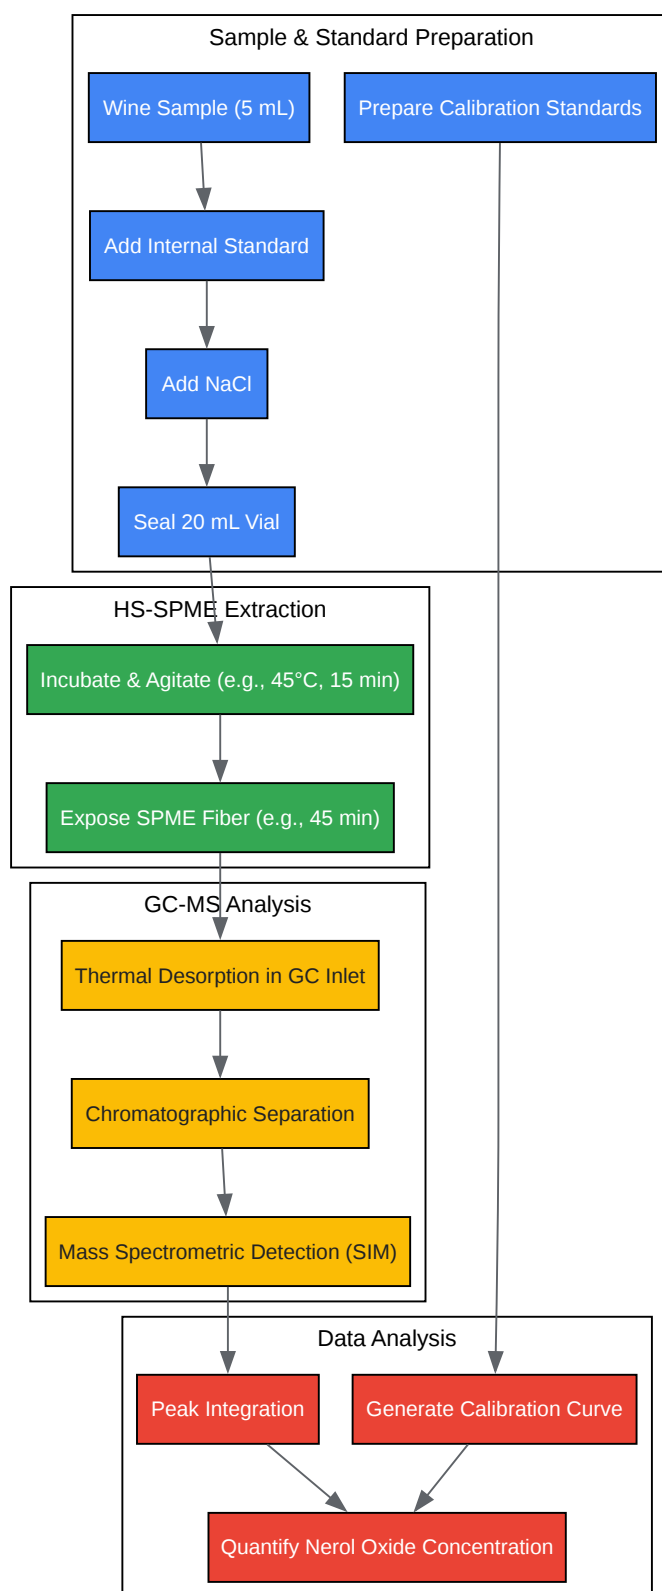 Sample & Standard Preparation
Wine Sample (5 mL)
Prepare Calibration Standards
Add Internal Standard
Add NaCl
Seal 20 mL Vial
HS-SPME Extraction
Incubate & Agitate (e.g., 45°C, 15 min)
Expose SPME Fiber (e.g., 45 min)
GC-MS Analysis
Thermal Desorption in GC Inlet
Chromatographic Separation
Mass Spectrometric Detection (SIM)
Data Analysis
Peak Integration
Generate Calibration Curve
Quantify Nerol Oxide Concentration